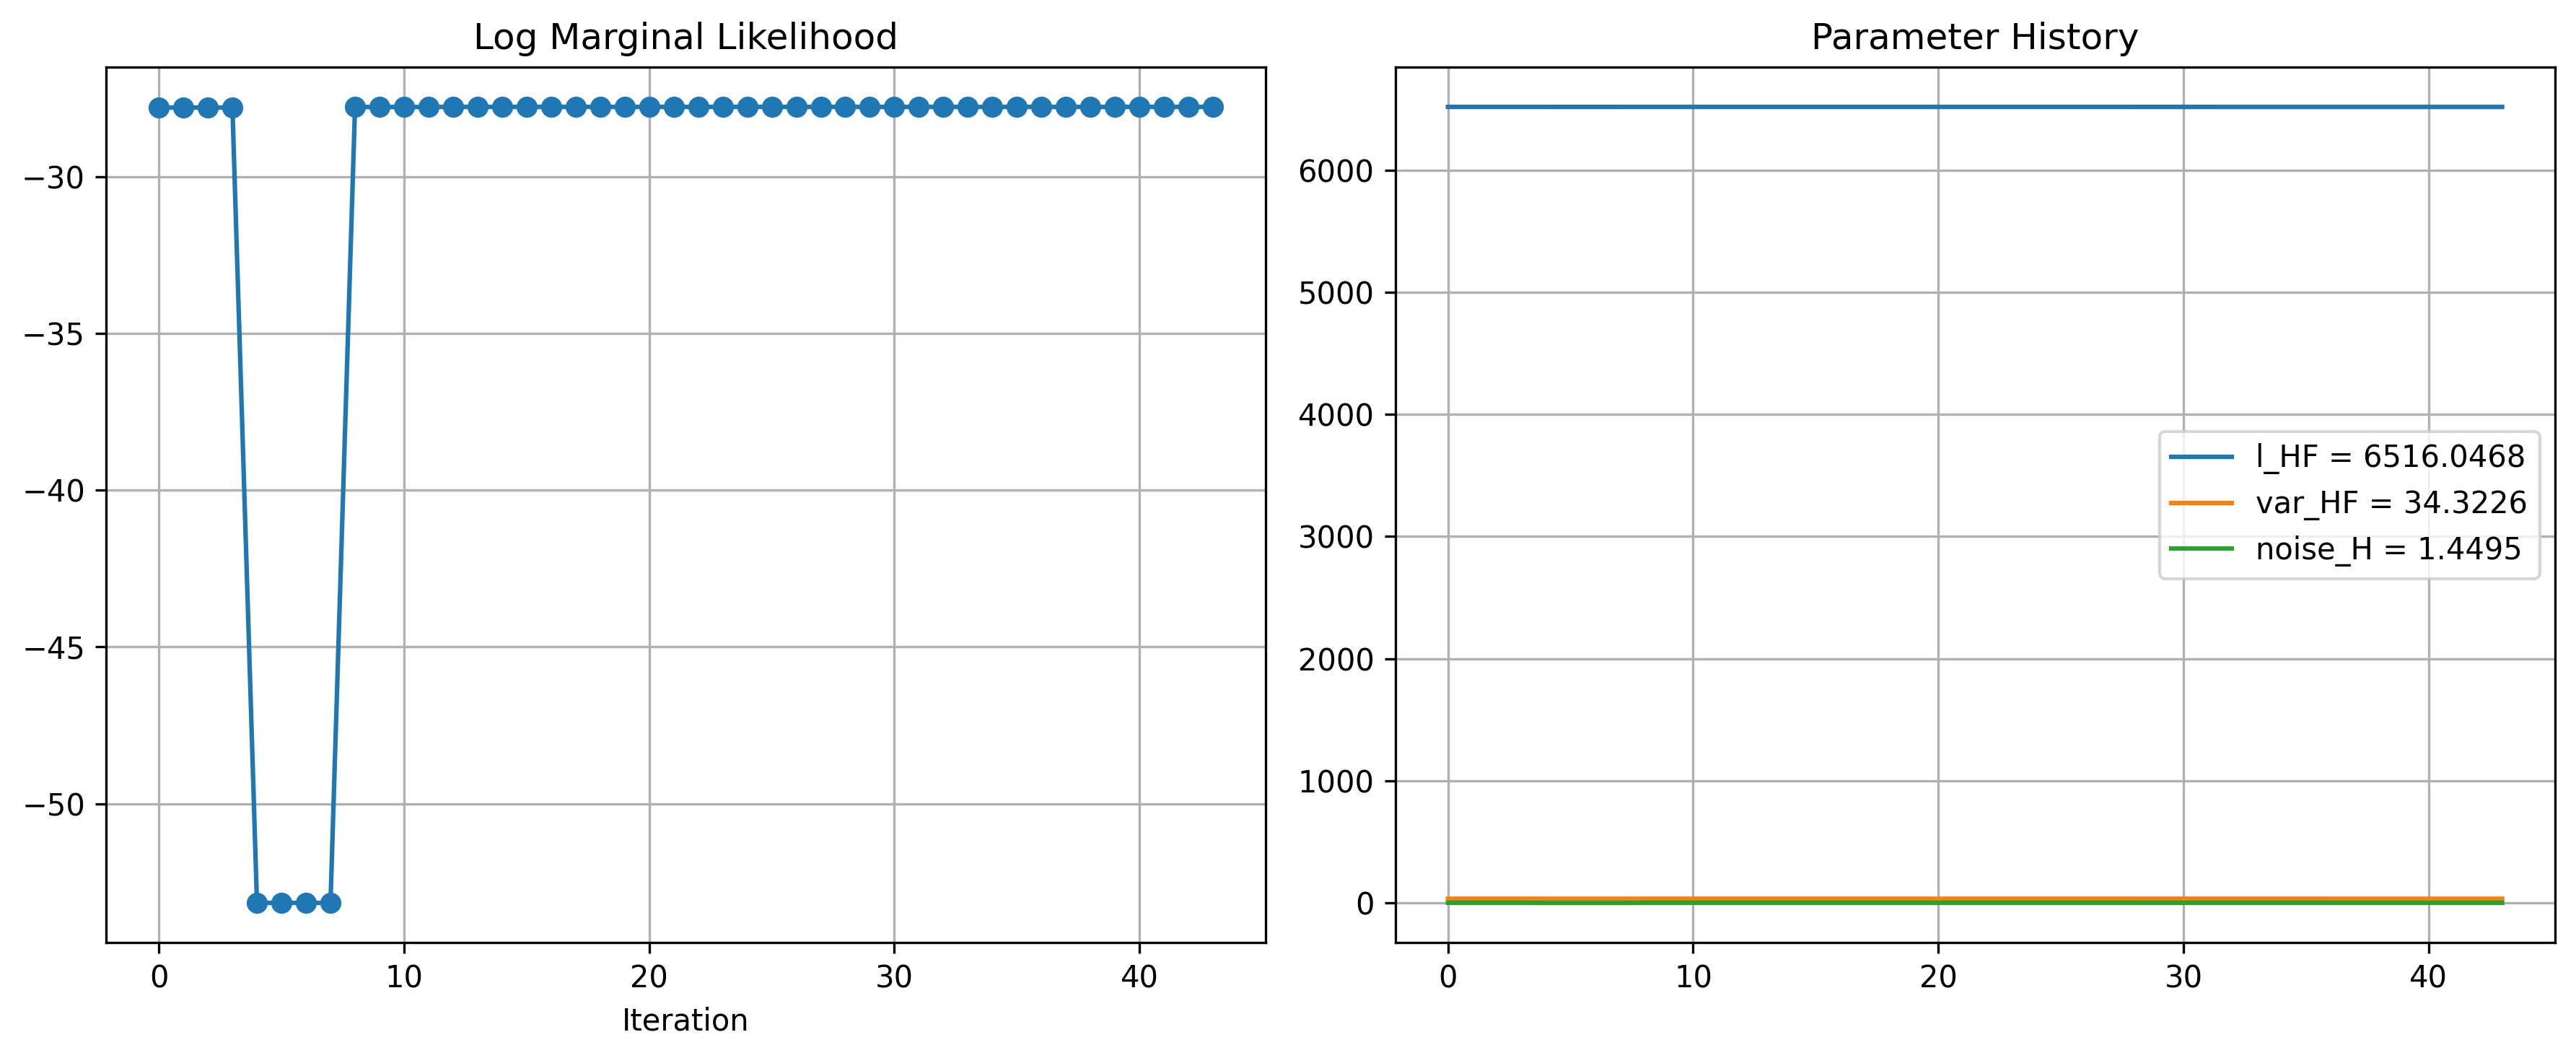 Log Marginal Likelihood
−30
−35
−40
−45
−50
0 10 20 30 40
Iteration
Parameter History
6000
5000
4000
3000
2000
1000
0
l_HF = 6516.0468
var_HF = 34.3226
noise_H = 1.4495
0 10 20 30 40